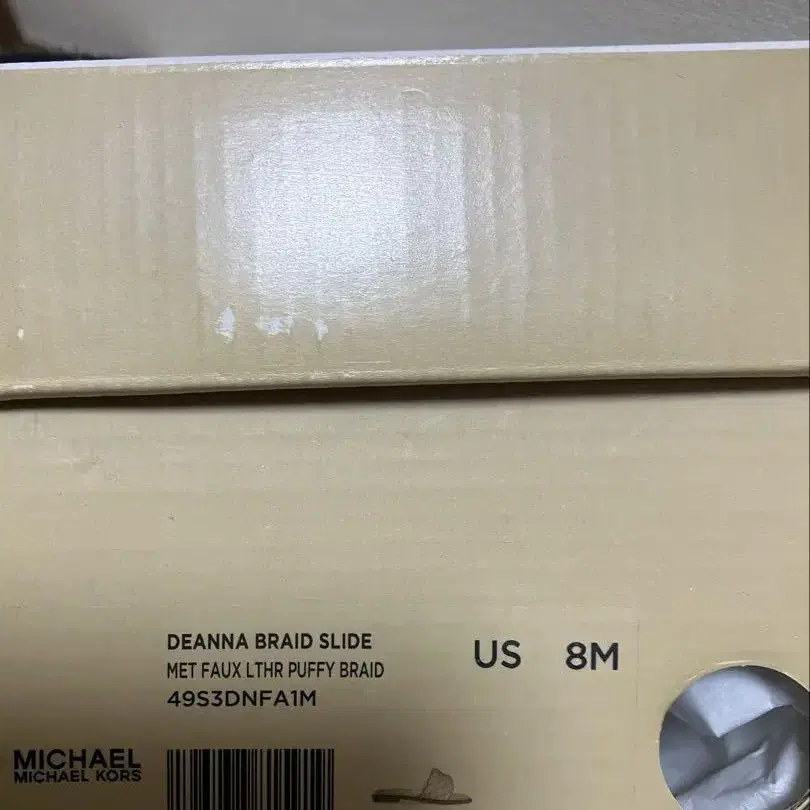 DEANNA BRAID SLIDE
MET FAUX LTHR PUFFY BRAID
49S3DNFA1M
US 8M
MICHAEL
MICHAEL KORS